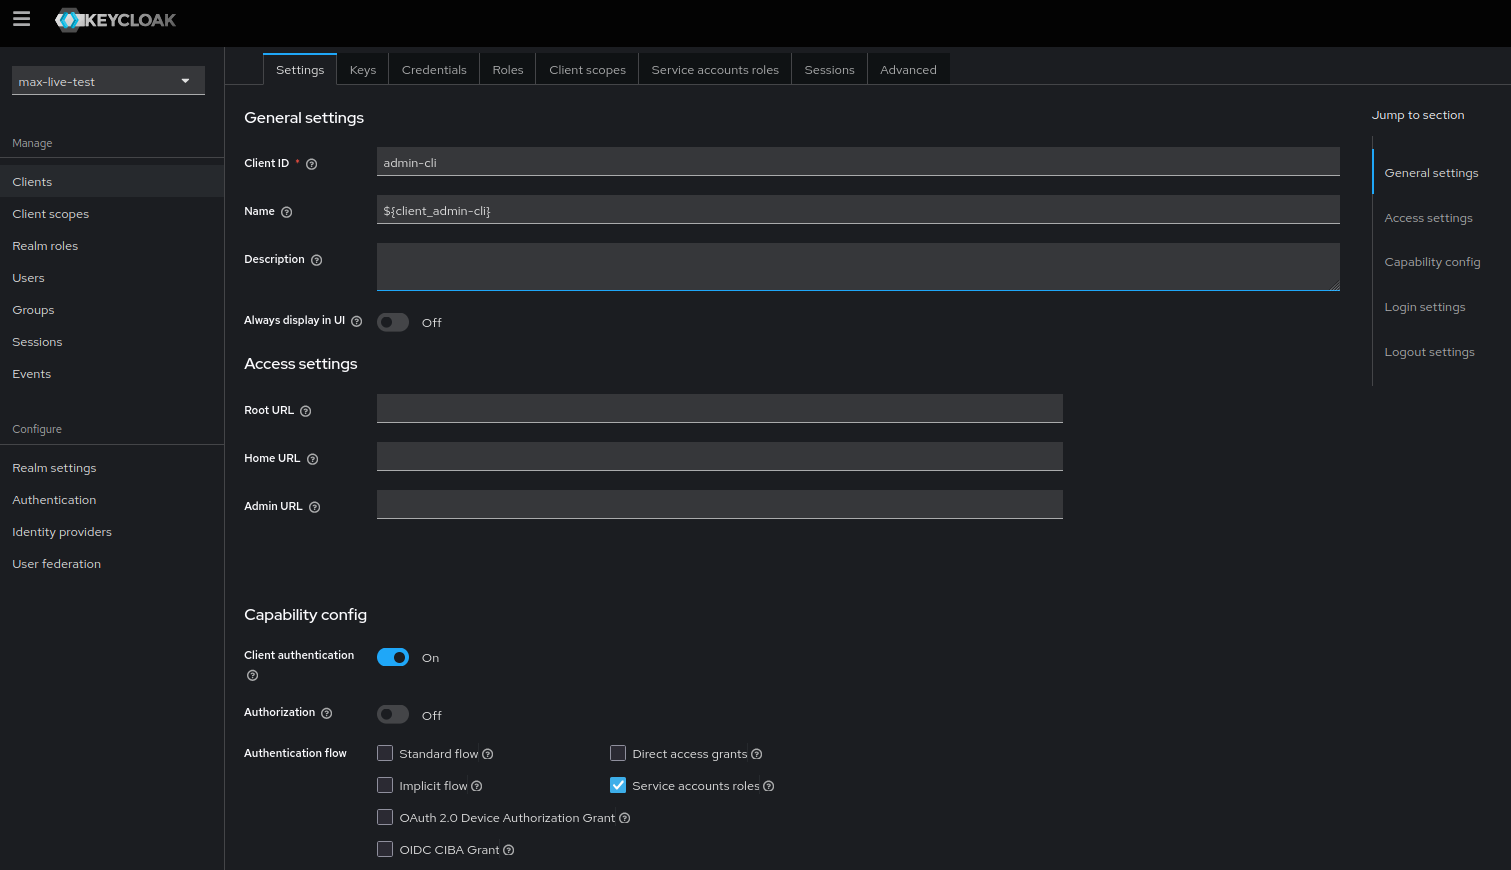 KEYCLOAK
max-live-test
Manage
Clients
Client scopes
Realm roles
Users
Groups
Sessions
Events
Configure
Realm settings
Authentication
Identity providers
User federation
Settings Keys Credentials Roles Client scopes Service accounts roles Sessions Advanced
General settings
Client ID * admin-cli
Name ${client_admin-cli}
Description
Always display in UI Off
Access settings
Root URL
Home URL
Admin URL
Capability config
Client authentication On
Authorization Off
Authentication flow Standard flow Direct access grants
Implicit flow Service accounts roles
OAuth 2.0 Device Authorization Grant
OIDC CIBA Grant
Jump to section
General settings
Access settings
Capability config
Login settings
Logout settings